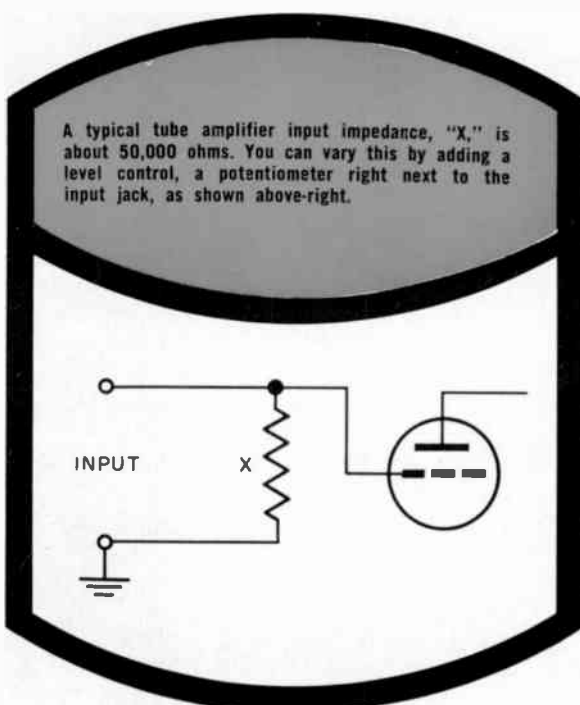 A typical tube amplifier input impedance, "X," is
about 50,000 ohms. You can vary this by adding a
level control, a potentiometer right next to the
input jack, as shown above-right.
INPUT
X